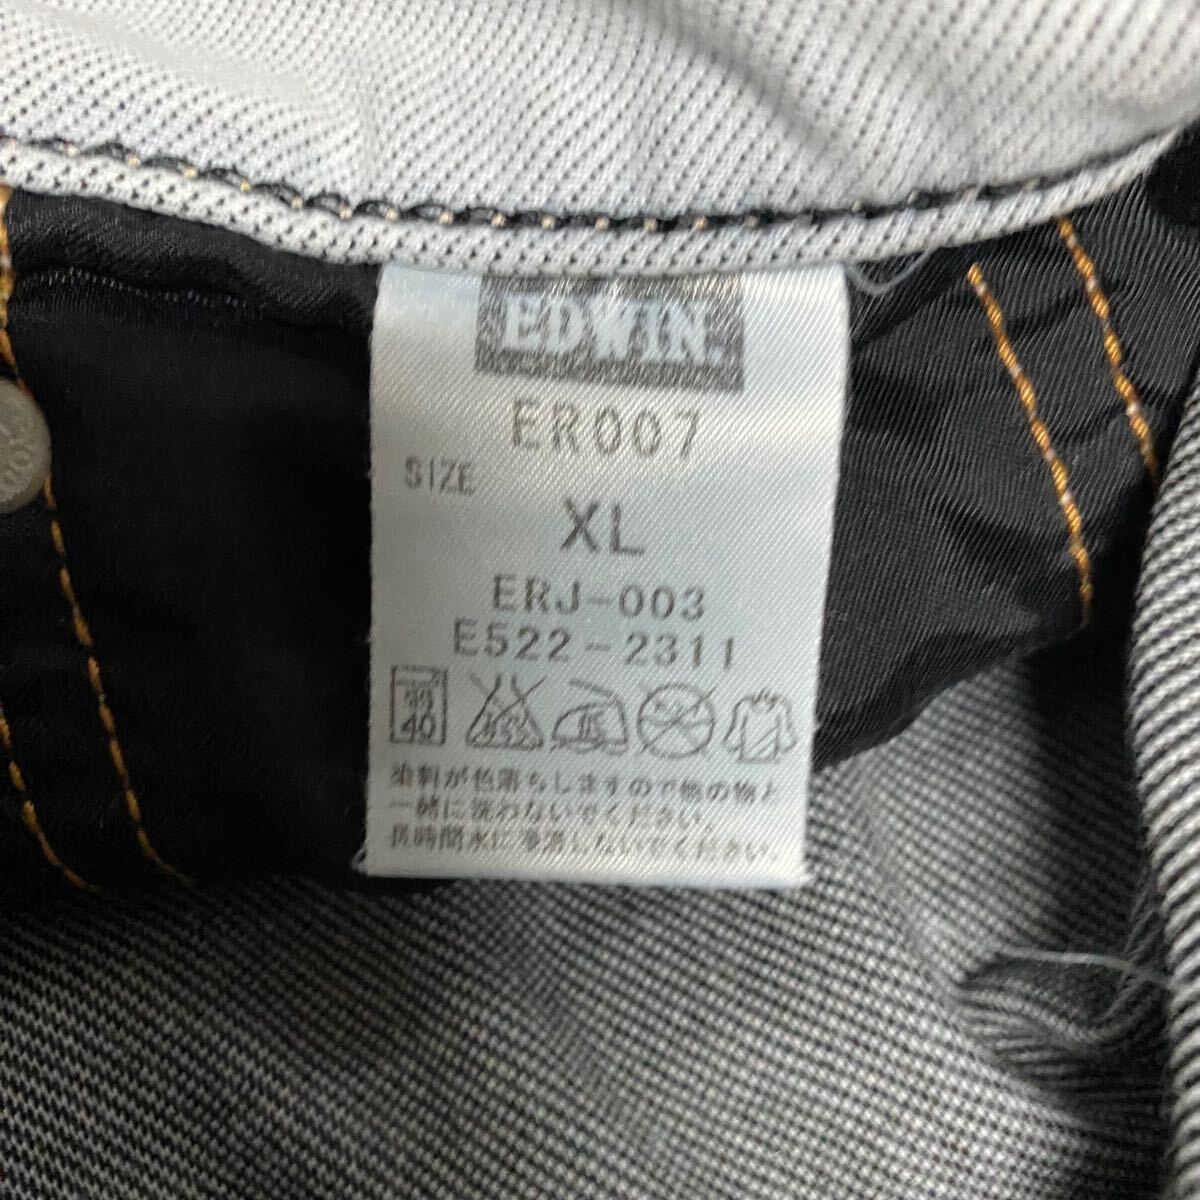 EDWIN.
ER007
SIZE
XL
ERJ-003
E522-2311
40
染料が色落ちしますので他の物と
一緒に洗わないでください。
長時間水に浸漬しないでください。